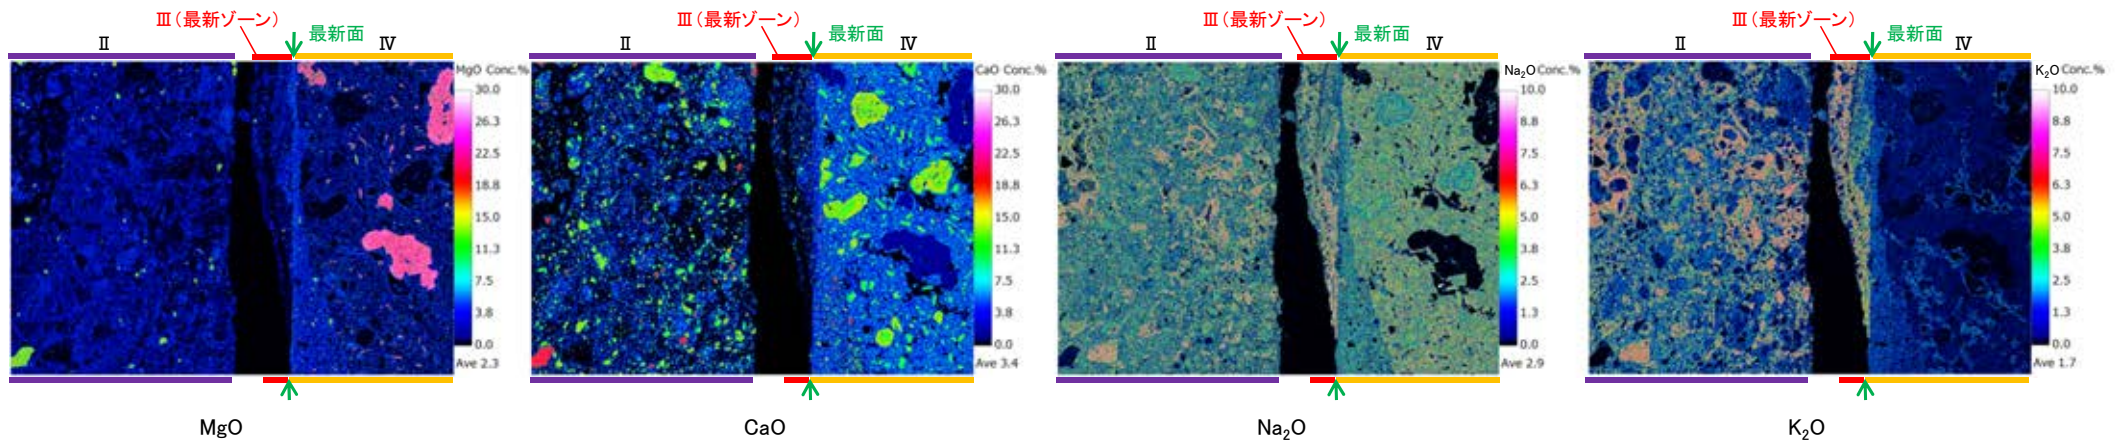 Ⅲ（最新ゾーン）
最新面
Ⅱ
Ⅳ
MgO Conc.%
30.0
26.3
22.5
18.8
15.0
11.3
7.5
3.8
0.0
Ave 2.3
MgO
Ⅲ（最新ゾーン）
最新面
Ⅱ
Ⅳ
CaO Conc.%
30.0
26.3
22.5
18.8
15.0
11.3
7.5
3.8
0.0
Ave 3.4
CaO
Ⅲ（最新ゾーン）
最新面
Ⅱ
Ⅳ
Na₂O Conc.%
10.0
8.8
7.5
6.3
5.0
3.8
2.5
1.3
0.0
Ave 2.9
Na₂O
Ⅲ（最新ゾーン）
最新面
Ⅱ
Ⅳ
K₂O Conc.%
10.0
8.8
7.5
6.3
5.0
3.8
2.5
1.3
0.0
Ave 1.7
K₂O